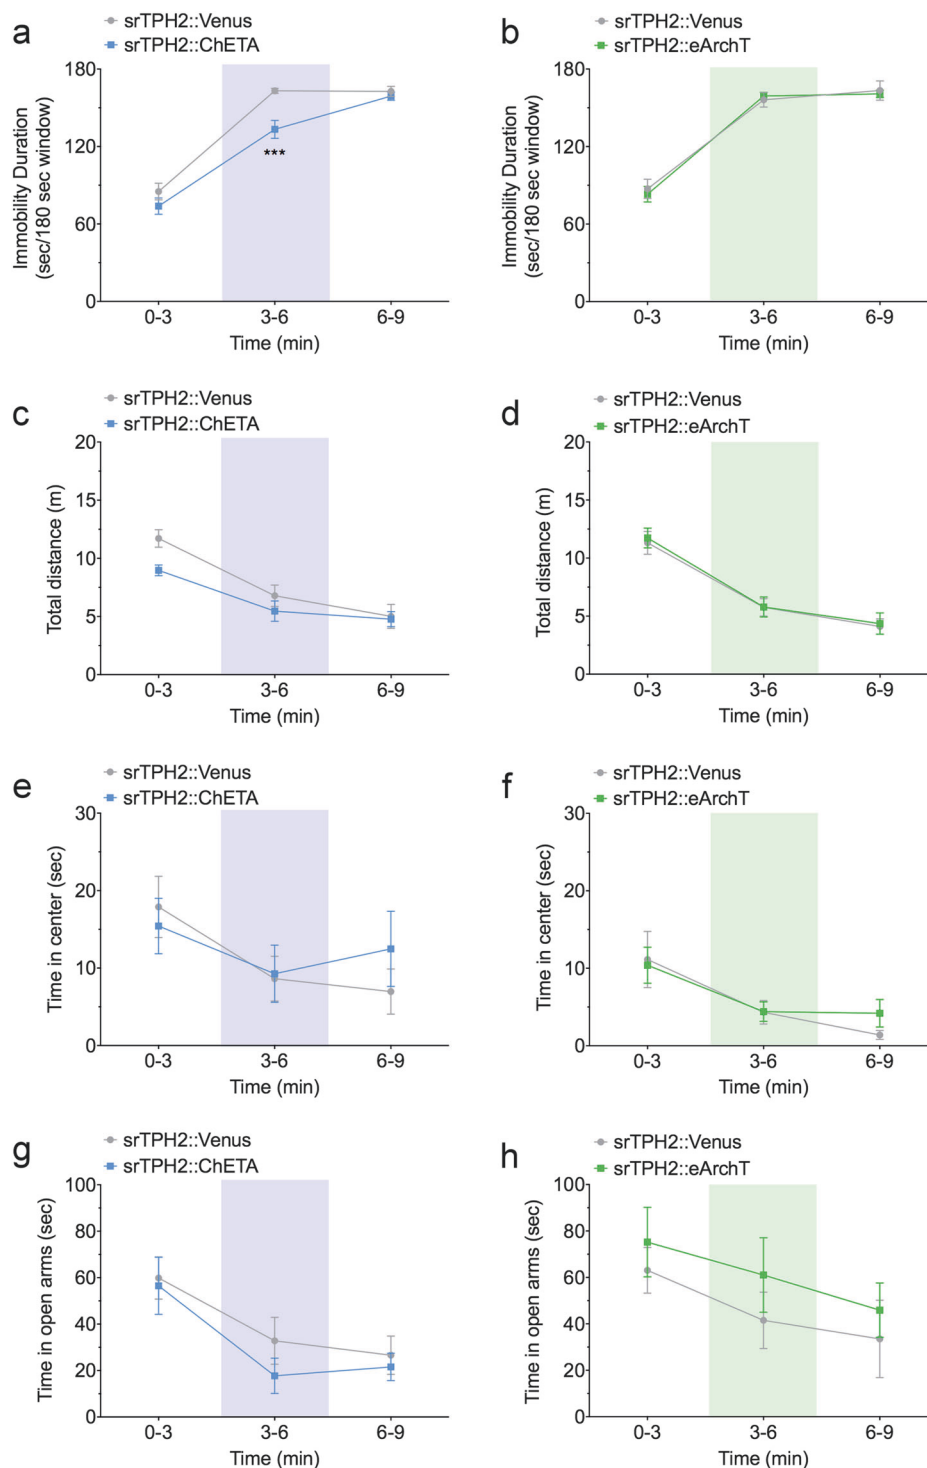 a
srTPH2::Venus
srTPH2::ChETA
Immobility Duration
(sec/180 sec window)
180
120
60
0
***
0-3
3-6
6-9
Time (min)
b
srTPH2::Venus
srTPH2::eArchT
Immobility Duration
(sec/180 sec window)
180
120
60
0
0-3
3-6
6-9
Time (min)
c
srTPH2::Venus
srTPH2::ChETA
Total distance (m)
20
15
10
5
0
0-3
3-6
6-9
Time (min)
d
srTPH2::Venus
srTPH2::eArchT
Total distance (m)
20
15
10
5
0
0-3
3-6
6-9
Time (min)
e
srTPH2::Venus
srTPH2::ChETA
Time in center (sec)
30
20
10
0
0-3
3-6
6-9
Time (min)
f
srTPH2::Venus
srTPH2::eArchT
Time in center (sec)
30
20
10
0
0-3
3-6
6-9
Time (min)
g
srTPH2::Venus
srTPH2::ChETA
Time in open arms (sec)
100
80
60
40
20
0
0-3
3-6
6-9
Time (min)
h
srTPH2::Venus
srTPH2::eArchT
Time in open arms (sec)
100
80
60
40
20
0
0-3
3-6
6-9
Time (min)